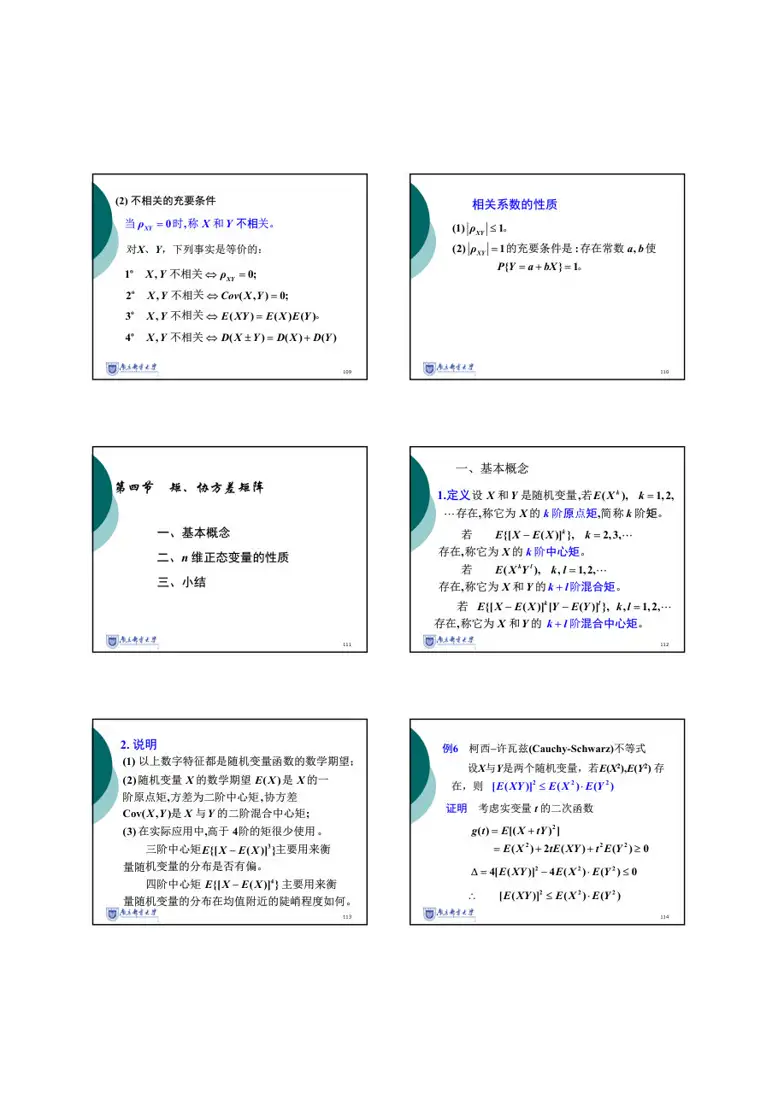 (2) 不相关的充要条件
当 ρXY = 0时,称 X 和 Y 不相关。
对X、Y，下列事实是等价的：
1° X, Y 不相关 ⇔ ρXY = 0;
2° X, Y 不相关 ⇔ Cov(X, Y) = 0;
3° X, Y 不相关 ⇔ E(XY) = E(X)E(Y)。
4° X, Y 不相关 ⇔ D(X ± Y) = D(X) + D(Y)
109
相关系数的性质
(1) |ρXY| ≤ 1。
(2) |ρXY| = 1的充要条件是 : 存在常数 a, b 使
P{Y = a + bX} = 1。
110
第四节 矩、协方差矩阵
一、基本概念
二、n 维正态变量的性质
三、小结
111
一、基本概念
1.定义 设 X 和 Y 是随机变量,若E(X^k), k = 1,2,
⋯存在,称它为 X 的 k 阶原点矩,简称 k 阶矩。
若 E{[X − E(X)]^k}, k = 2,3,⋯
存在,称它为 X 的 k 阶中心矩。
若 E(X^k Y^l), k, l = 1,2,⋯
存在,称它为 X 和 Y 的 k + l 阶混合矩。
若 E{[X − E(X)]^k [Y − E(Y)]^l}, k, l = 1,2,⋯
存在,称它为 X 和 Y 的 k + l 阶混合中心矩。
112
2. 说明
(1) 以上数字特征都是随机变量函数的数学期望；
(2) 随机变量 X 的数学期望 E(X) 是 X 的一
阶原点矩,方差为二阶中心矩,协方差
Cov(X, Y)是 X 与 Y 的二阶混合中心矩;
(3) 在实际应用中,高于 4阶的矩很少使用。
三阶中心矩E{[X − E(X)]³}主要用来衡
量随机变量的分布是否有偏。
四阶中心矩 E{[X − E(X)]⁴} 主要用来衡
量随机变量的分布在均值附近的陡峭程度如何。
113
例6 柯西−许瓦兹(Cauchy-Schwarz)不等式
设X与Y是两个随机变量，若E(X²),E(Y²) 存
在，则 [E(XY)]² ≤ E(X²)·E(Y²)
证明 考虑实变量 t 的二次函数
g(t) = E[(X + tY)²]
= E(X²) + 2tE(XY) + t²E(Y²) ≥ 0
Δ = 4[E(XY)]² − 4E(X²)·E(Y²) ≤ 0
∴ [E(XY)]² ≤ E(X²)·E(Y²)
114